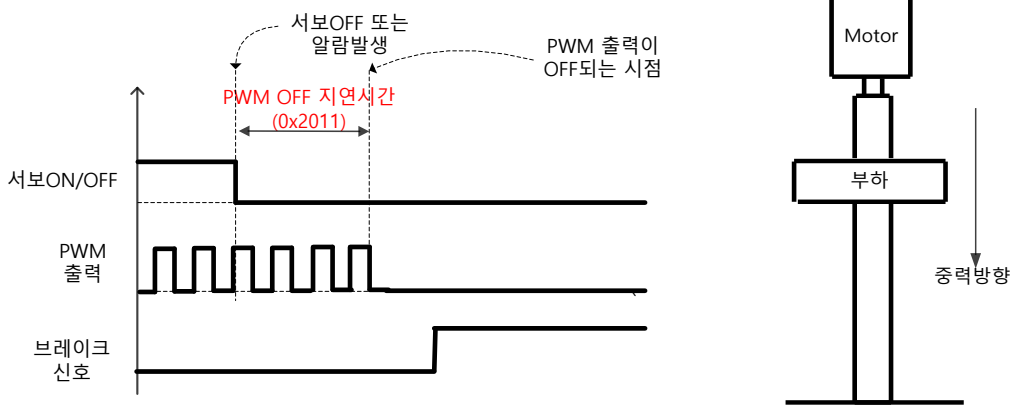 서보OFF 또는
알람발생
PWM 출력이
OFF되는 시점
PWM OFF 지연시간
(0x2011)
서보ON/OFF
PWM
출력
브레이크
신호
Motor
부하
중력방향